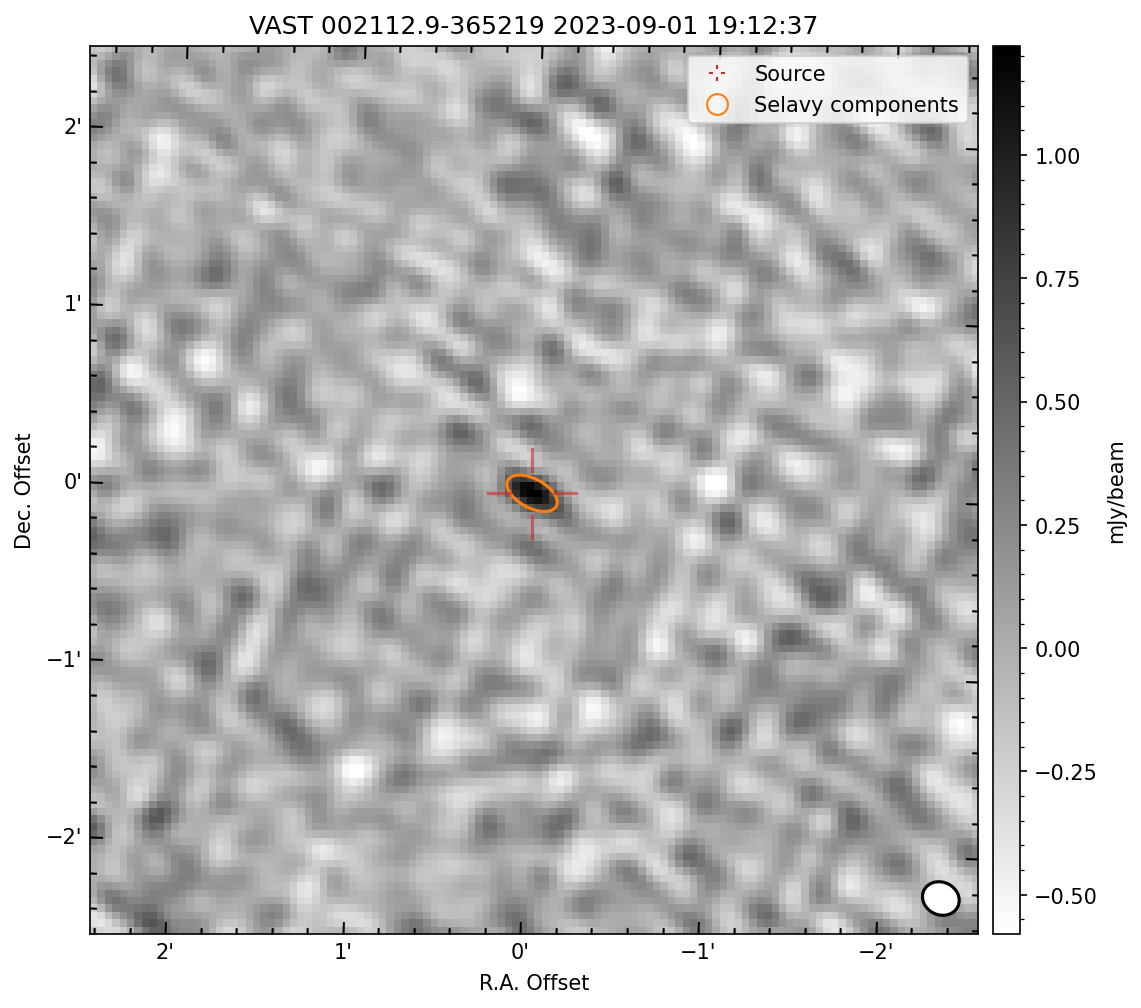 VAST 002112.9-365219 2023-09-01 19:12:37
Source
Selavy components
2'
1'
0'
−1'
−2'
Dec. Offset
2'
1'
0'
−1'
−2'
R.A. Offset
1.00
0.75
0.50
0.25
0.00
−0.25
−0.50
mJy/beam